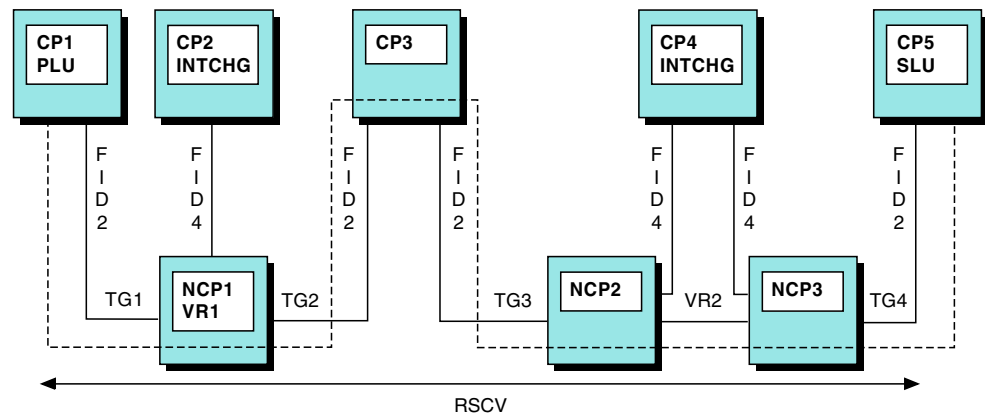 CP1
PLU
CP2
INTCHG
CP3
CP4
INTCHG
CP5
SLU
F
I
D
2
F
I
D
4
F
I
D
2
F
I
D
2
F
I
D
4
F
I
D
4
F
I
D
2
TG1
NCP1
VR1
TG2
TG3
NCP2
VR2
NCP3
TG4
RSCV